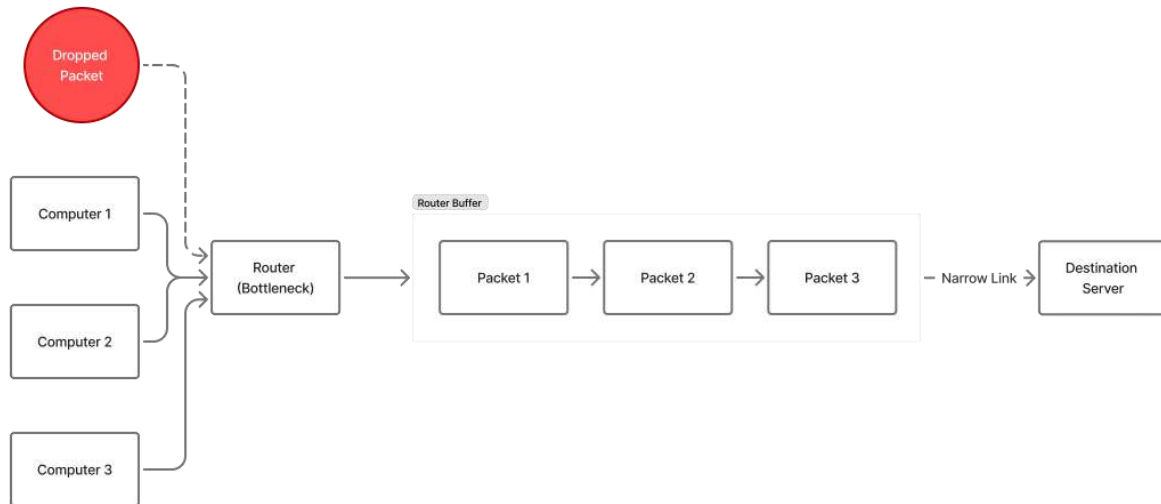 Dropped
Packet
Computer 1
Computer 2
Computer 3
Router
(Bottleneck)
Router Buffer
Packet 1
Packet 2
Packet 3
Narrow Link
Destination
Server